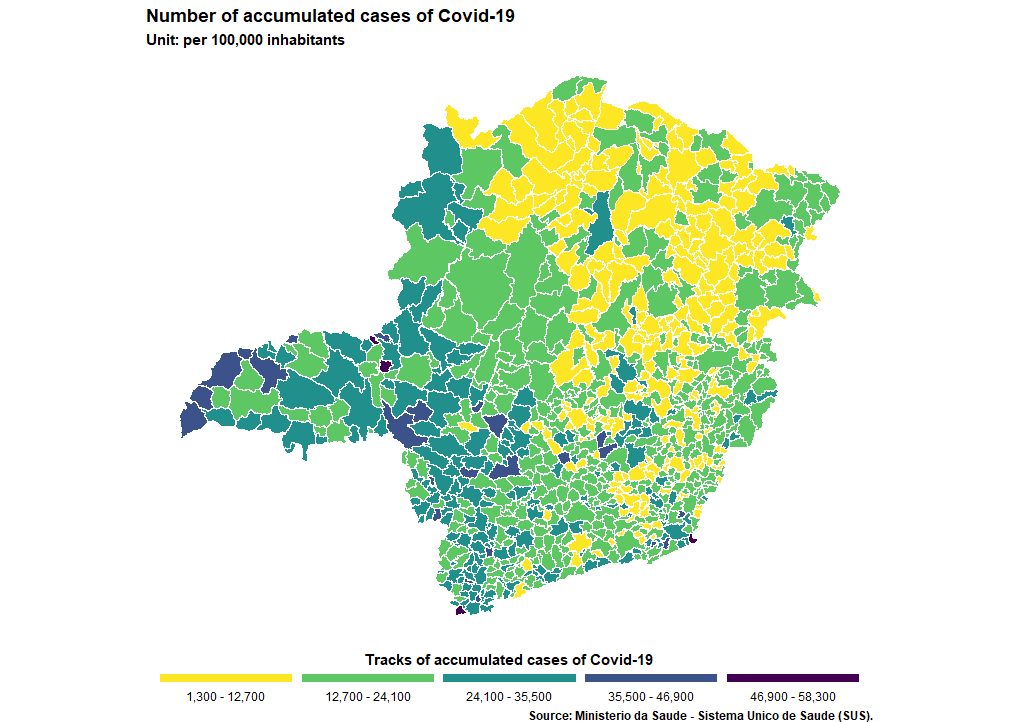 Number of accumulated cases of Covid-19
Unit: per 100,000 inhabitants
Tracks of accumulated cases of Covid-19
1,300 - 12,700
12,700 - 24,100
24,100 - 35,500
35,500 - 46,900
46,900 - 58,300
Source: Ministerio da Saude - Sistema Unico de Saude (SUS).